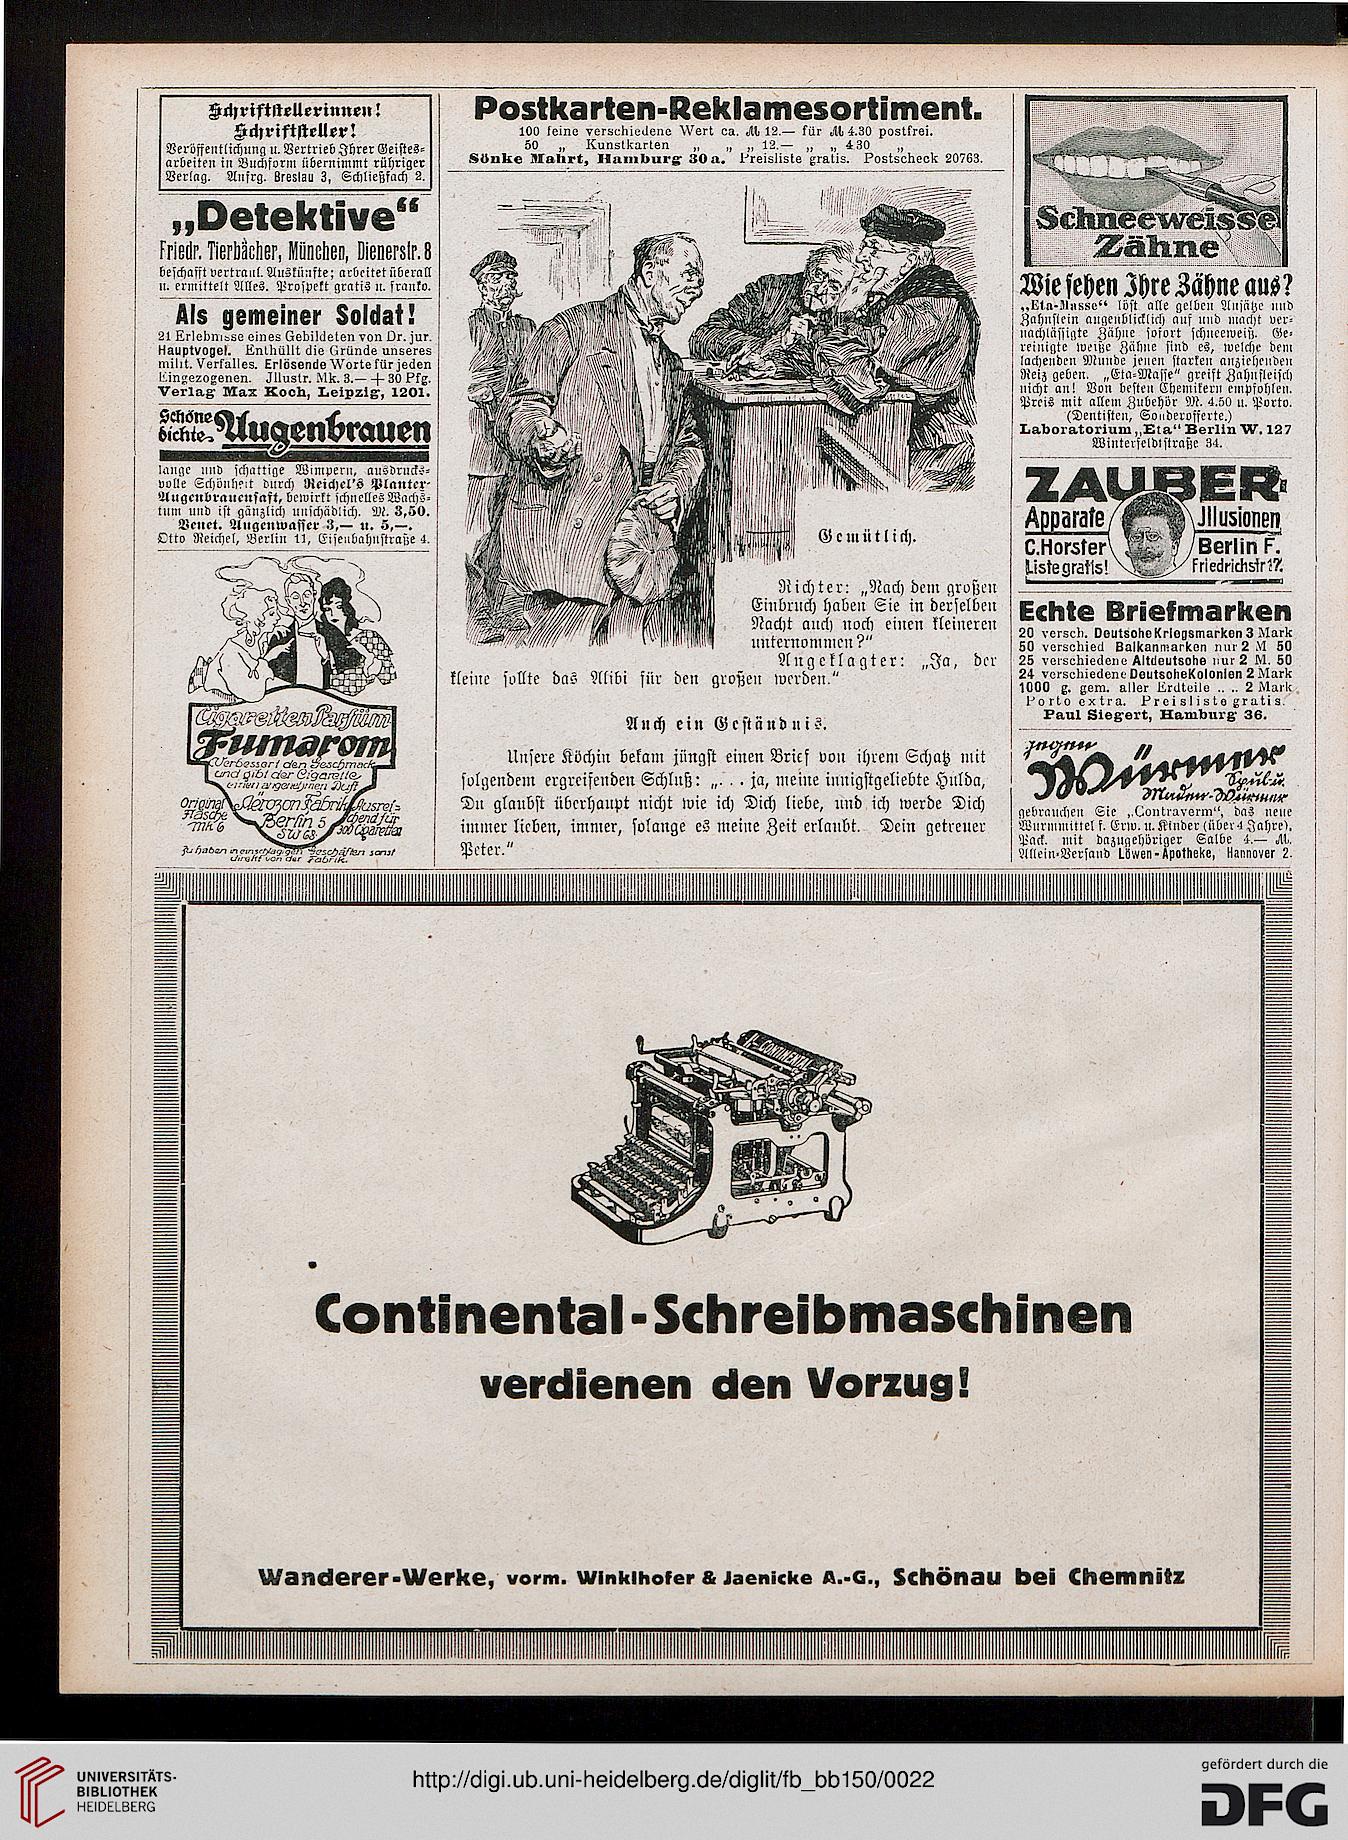 Schriftstellerinnen!
Schriftsteller!
Veröffentlichung u. Vertrieb Ihrer Geistes-
arbeiten in Buchform übernimmt rühriger
Verlag. Anfrg. Breslau 3, Schließfach 2.
„Detektive“
Friedr. Tierbächer, München, Dienerstr. 8
beschafft vertraul. Auskünfte; arbeitet überall
u. ermittelt Alles. Prospekt gratis u. franko.
Als gemeiner Soldat!
21 Erlebnisse eines Gebildeten von Dr. jur.
Hauptvogel. Enthüllt die Gründe unseres
milit. Verfalles. Erlösende Worte für jeden
Eingezogenen. Jllustr. Mk. 3.— + 30 Pfg.
Verlag Max Koch, Leipzig, 1201.
Schöne
dichte Augenbrauen
lange und schattige Wimpern, ausdrucks-
volle Schönheit durch Reichel's Planter-
Augenbrauensaft, bewirkt schnelles Wachs-
tum und ist gänzlich unschädlich. M. 3,50.
Benet. Augenwasser 3,— u. 5,—.
Otto Reichel, Berlin 11, Eisenbahnstraße 4.
Cigaretten Parfüm
Fumarom
Verbessert den Geschmack
und gibt der Cigarette
einen angenehmen Duft
Original Aerozon Fabrik Ausrei-
Flasche Berlin 5 chend für
Mk 6 SW 68 300 Cigaretten
Zu haben in einschlägigen Geschäften sonst
direkt von der Fabrik.
Postkarten-Reklamesortiment.
100 feine verschiedene Wert ca. M 12.— für M 4.30 postfrei.
50 „ Kunstkarten „ „ „ 12.— „ „ 4 30 „
Sönke Mahrt, Hamburg 30 a. Preisliste gratis. Postscheck 20763.
Gemütlich.
Richter: „Nach dem großen
Einbruch haben Sie in derselben
Nacht auch noch einen kleineren
unternommen?“
Angeklagter: „Ja, der
kleine sollte das Alibi für den großen werden.“
Auch ein Geständnis.
Unsere Köchin bekam jüngst einen Brief von ihrem Schatz mit
folgendem ergreifenden Schluß: „. . . ja, meine innigstgeliebte Hulda,
Du glaubst überhaupt nicht wie ich Dich liebe, und ich werde Dich
immer lieben, immer, solange es meine Zeit erlaubt. Dein getreuer
Peter.“
Schneeweisse
Zähne
Wie sehen Ihre Zähne aus?
„Eta-Masse“ löst alle gelben Ansätze und
Zahnstein augenblicklich auf und macht ver-
nachlässigte Zähne sofort schneeweiß. Ge-
reinigte weiße Zähne sind es, welche dem
lachenden Munde jenen starken anziehenden
Reiz geben. „Eta-Masse“ greift Zahnfleisch
nicht an! Von besten Chemikern empfohlen.
Preis mit allem Zubehör M. 4.50 u. Porto.
(Dentisten, Sonderofferte.)
Laboratorium „Eta“ Berlin W. 127
Winterfeldtstraße 34.
ZAUBER-
Apparate Jllusionen
C. Horster Berlin F.
Liste gratis! Friedrichstr 17.
Echte Briefmarken
20 versch. Deutsche Kriegsmarken 3 Mark
50 verschied Balkanmarken nur 2 M 50
25 verschiedene Altdeutsche nur 2 M. 50
24 verschiedene Deutsche Kolonien 2 Mark
1000 g. gem. aller Erdteile .. .. 2 Mark
Porto extra. Preisliste gratis.
Paul Siegert, Hamburg 36.
gegen
Würmer
Spul- u.
Maden-Würmer
gebrauchen Sie „Contraverm“, das neue
Wurmmittel f. Erw. u. Kinder (über 4 Jahre).
Pack. mit dazugehöriger Salbe 4.— M.
Allein-Versand Löwen-Apotheke, Hannover 2.
CONTINENTAL
Continental-Schreibmaschinen
verdienen den Vorzug!
Wanderer-Werke, vorm. Winklhofer & Jaenicke A.-G., Schönau bei Chemnitz
UNIVERSITÄTS-
BIBLIOTHEK
HEIDELBERG
http://digi.ub.uni-heidelberg.de/diglit/fb_bb150/0022
gefördert durch die
DFG